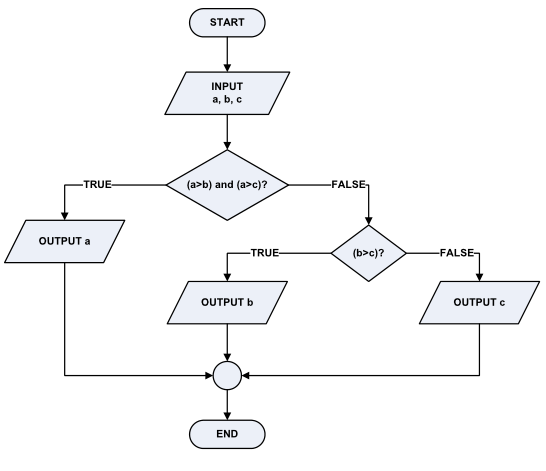 START
INPUT
a, b, c
(a>b) and (a>c)?
TRUE
FALSE
OUTPUT a
(b>c)?
TRUE
FALSE
OUTPUT b
OUTPUT c
END